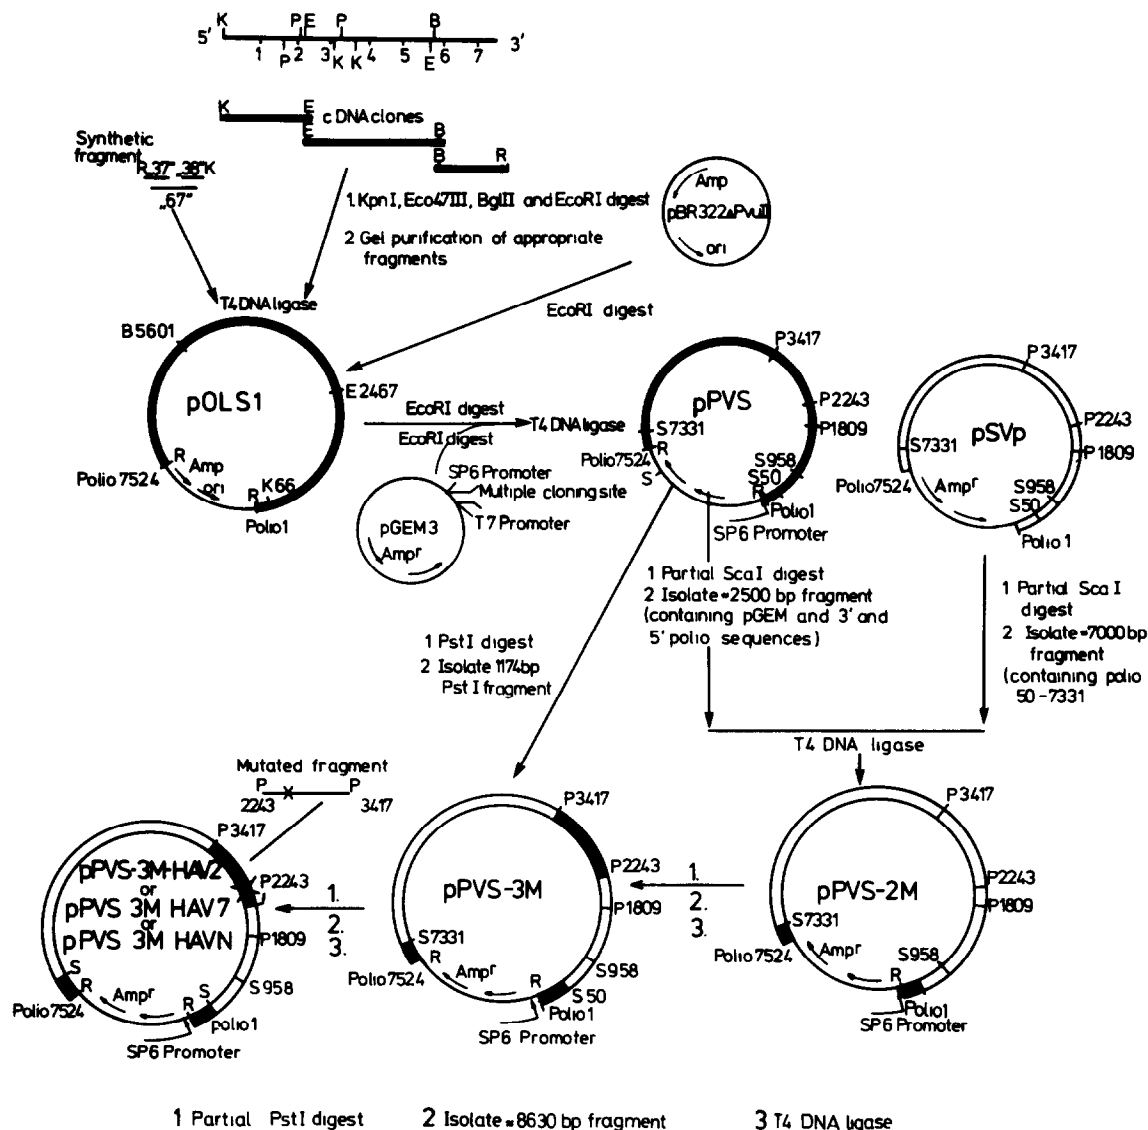 K P E P B
5' 3'
1 2 3 4 5 6 7
P K K E
K E cDNA clones
E B
B R
Synthetic
fragment
R 37" 38" K
„67"
1. KpnI, Eco47III, BglII and EcoRI digest
2 Gel purification of appropriate
fragments
Amp
pBR322ΔPvuII
ori
T4 DNA ligase
EcoRI digest
B5601
pOLS1
E2467
R
Polio 7524
Amp
ori
R K66
Polio1
EcoRI digest
EcoRI digest
T4 DNA ligase
SP6 Promoter
Multiple cloning site
T7 Promoter
pGEM3
Ampr
P3417
pPVS
P2243
P1809
S7331
Polio7524
R
S
S958
S50
R
Polio1
SP6 Promoter
P3417
pSVp
P2243
P1809
S7331
Polio7524
Ampr
S958
S50
Polio 1
1 Partial ScaI digest
2 Isolate ≈2500 bp fragment
(containing pGEM and 3' and
5' polio sequences)
1 Partial ScaI
digest
2 Isolate ≈7000 bp
fragment
(containing polio
50-7331
1 PstI digest
2 Isolate 1174bp
PstI fragment
T4 DNA ligase
Mutated fragment
P P
2243 X 3417
P3417
pPVS-3M-HAV2
or
pPVS 3M HAV7
or
pPVS 3M HAVN
P2243
P1809
S958
S
R
Polio7524
Ampr
R S
polio1
SP6 Promoter
1.
2.
3.
P3417
pPVS-3M
P2243
P1809
S7331
R
Polio7524
Ampr
S958
R
S50
Polio1
SP6 Promoter
1.
2.
3.
P3417
pPVS-2M
P2243
P1809
S7331
Polio7524
Ampr
S958
R
Polio1
SP6 Promoter
1 Partial PstI digest 2 Isolate ≈8630 bp fragment 3 T4 DNA ligase